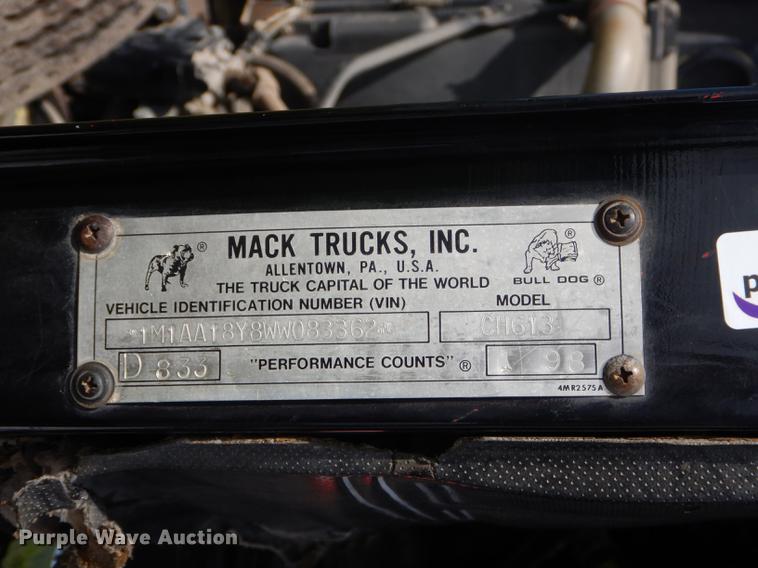 MACK TRUCKS, INC.
ALLENTOWN, PA., U.S.A.
THE TRUCK CAPITAL OF THE WORLD
BULL DOG ®
VEHICLE IDENTIFICATION NUMBER (VIN)
MODEL
*1M1AA18Y8WW083362*
CH613
D 833
"PERFORMANCE COUNTS" ®
98
4MR2575A
Purple Wave Auction